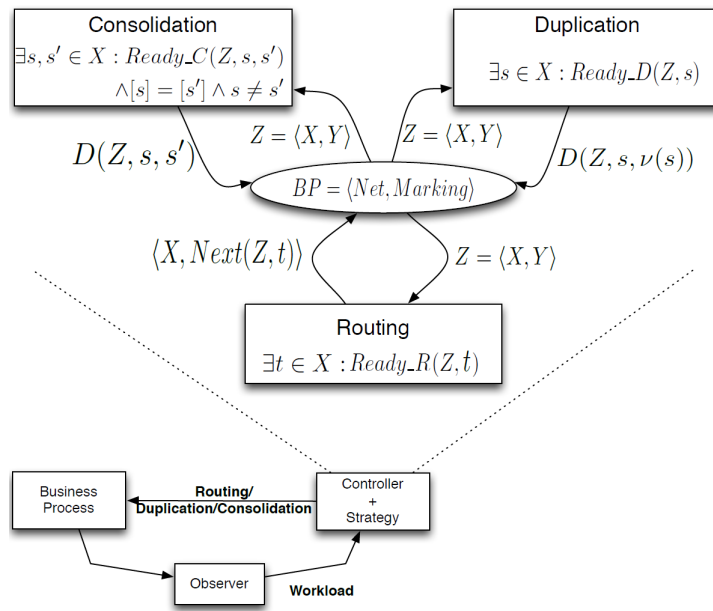 Consolidation
∃s, s′ ∈ X : Ready_C(Z, s, s′)
∧[s] = [s′] ∧ s ≠ s′
Duplication
∃s ∈ X : Ready_D(Z, s)
D(Z, s, s′)
Z = ⟨X, Y⟩
Z = ⟨X, Y⟩
D(Z, s, ν(s))
BP = ⟨Net, Marking⟩
⟨X, Next(Z, t)⟩
Z = ⟨X, Y⟩
Routing
∃t ∈ X : Ready_R(Z, t)
Business
Process
Routing/
Duplication/Consolidation
Controller
+
Strategy
Observer
Workload